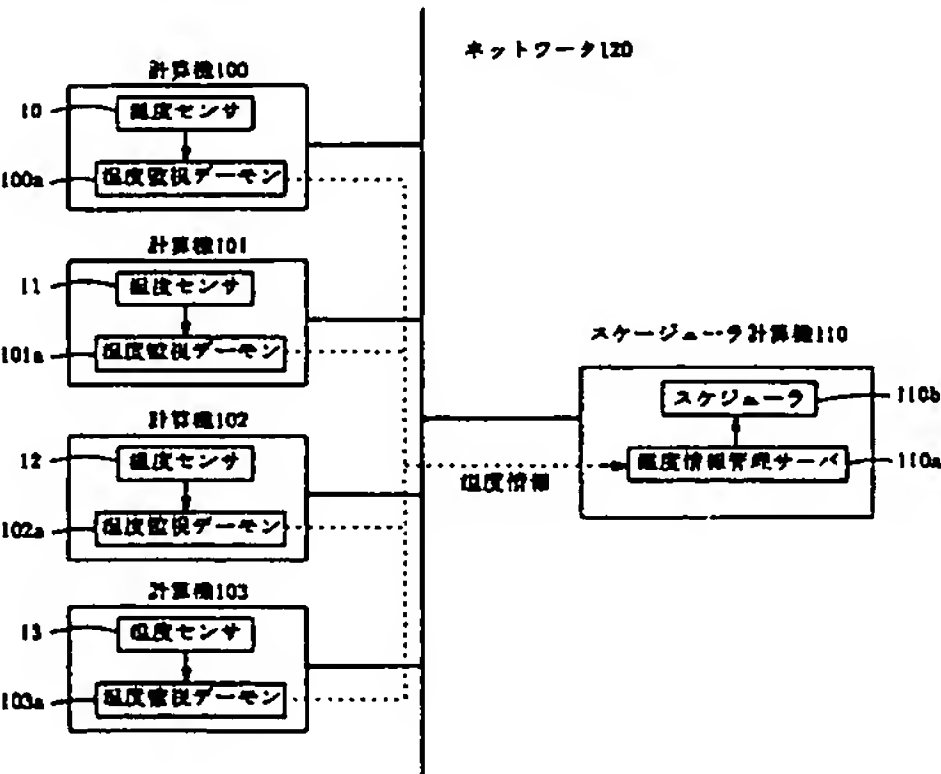 ネットワーク120
計算機100
10
温度センサ
100a
温度監視デーモン
計算機101
11
温度センサ
101a
温度監視デーモン
スケージューラ計算機110
スケジューラ
110b
温度情報管理サーバ
110a
温度情報
計算機102
12
温度センサ
102a
温度監視デーモン
計算機103
13
温度センサ
103a
温度監視デーモン